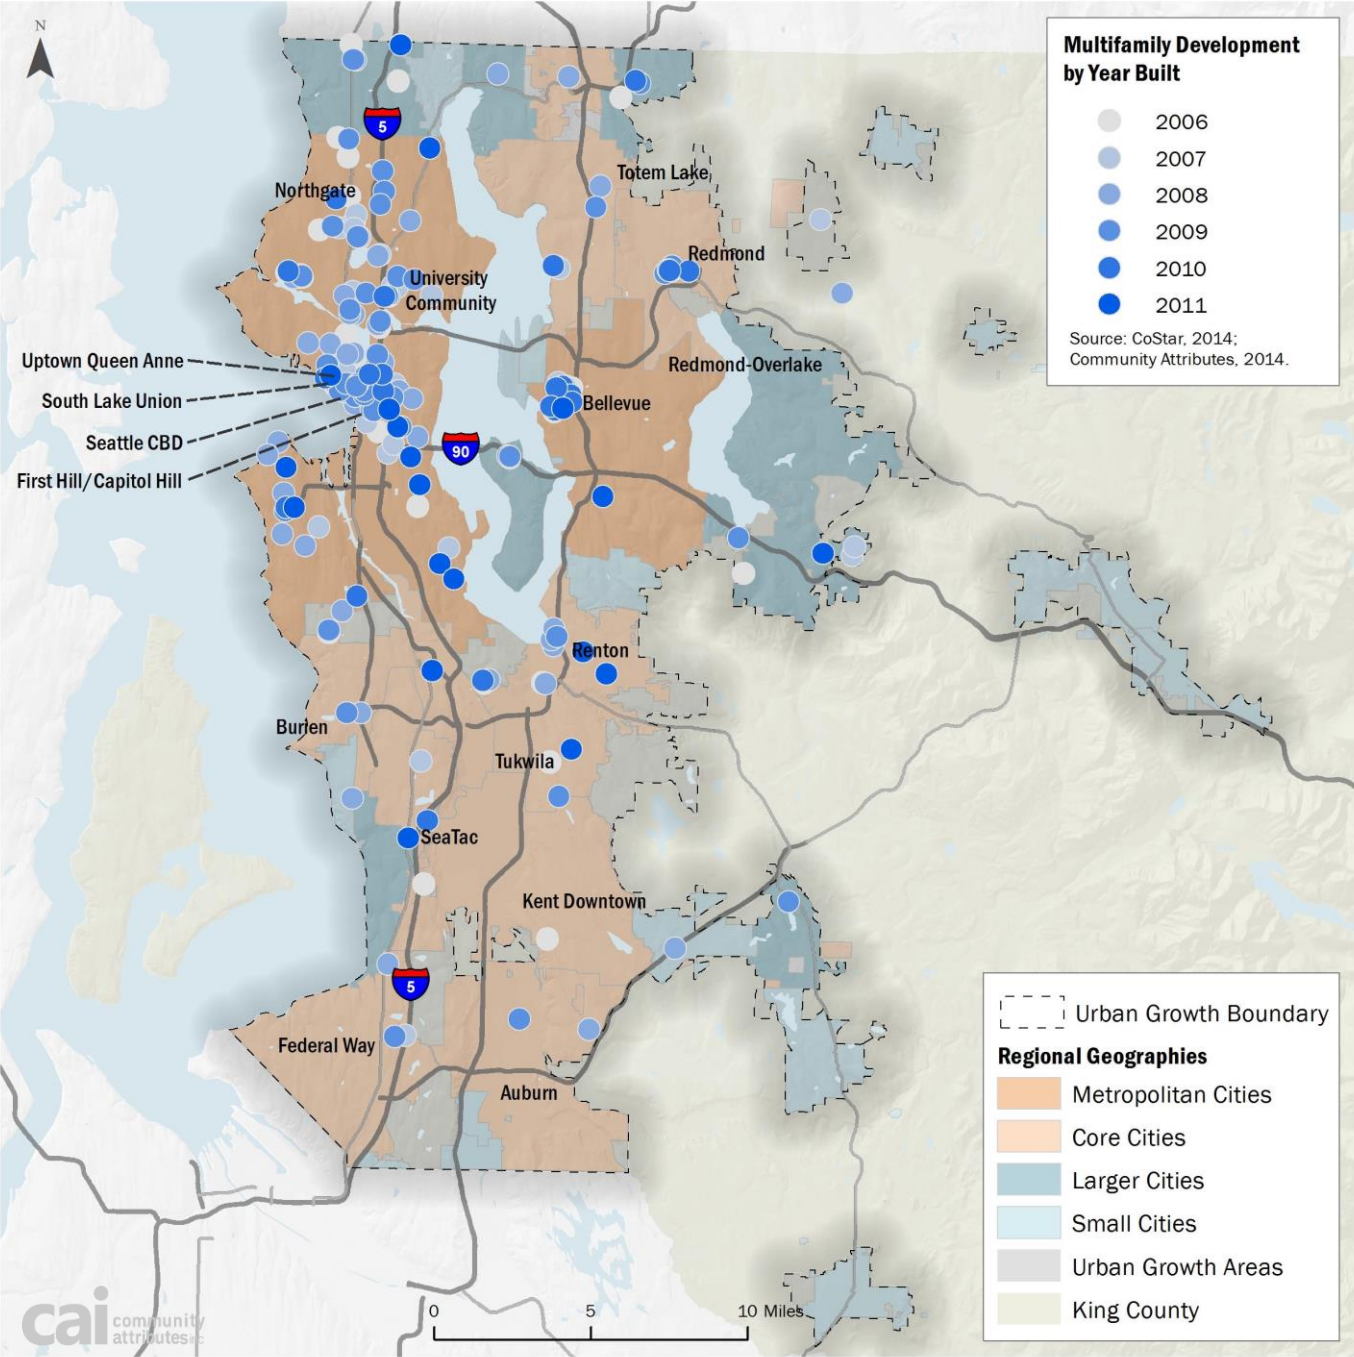 N
Multifamily Development
by Year Built
2006
2007
2008
2009
2010
2011
Source: CoStar, 2014;
Community Attributes, 2014.
5
Totem Lake
Northgate
Redmond
University
Community
Uptown Queen Anne
Redmond-Overlake
South Lake Union
Bellevue
Seattle CBD
90
First Hill/Capitol Hill
Renton
Burien
Tukwila
SeaTac
Kent Downtown
5
Federal Way
Auburn
Urban Growth Boundary
Regional Geographies
Metropolitan Cities
Core Cities
Larger Cities
Small Cities
Urban Growth Areas
King County
0 5 10 Miles
cai community
attributes inc